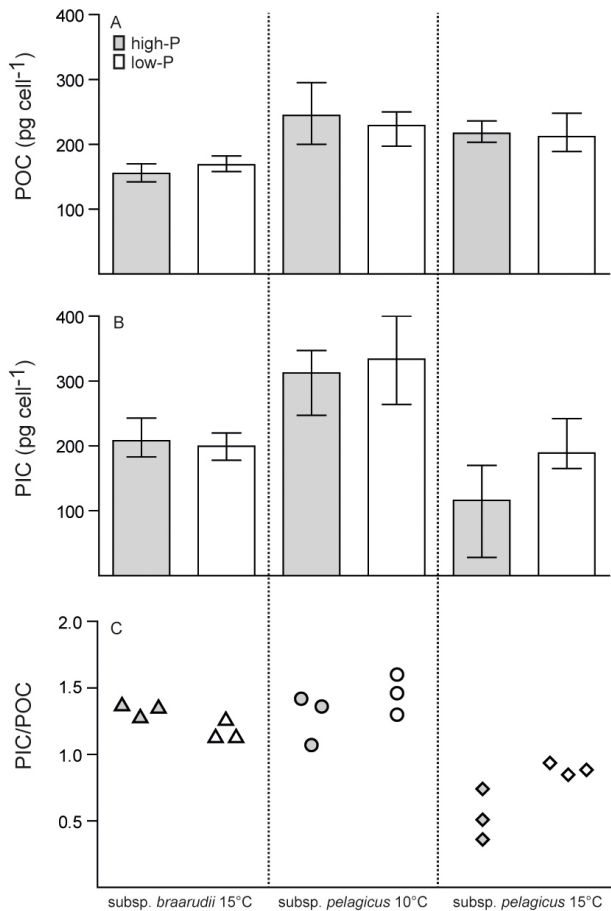 A
high-P
low-P
400
300
200
100
POC (pg cell⁻¹)
B
400
300
200
100
PIC (pg cell⁻¹)
C
2.0
1.5
1.0
0.5
PIC/POC
subsp. braarudii 15°C subsp. pelagicus 10°C subsp. pelagicus 15°C